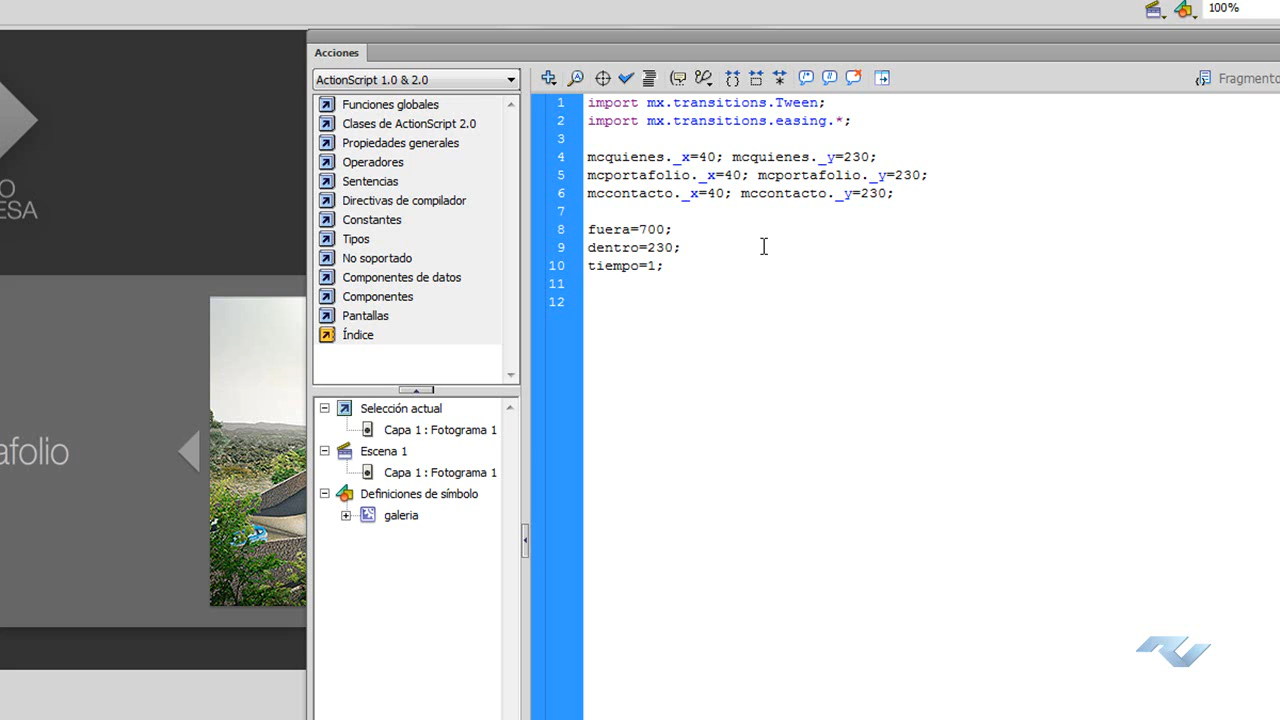 100%
Acciones
ActionScript 1.0 & 2.0
Fragmento
Funciones globales
Clases de ActionScript 2.0
Propiedades generales
Operadores
Sentencias
Directivas de compilador
Constantes
Tipos
No soportado
Componentes de datos
Componentes
Pantallas
Índice
Selección actual
Capa 1 : Fotograma 1
Escena 1
Capa 1 : Fotograma 1
Definiciones de símbolo
galeria
1 import mx.transitions.Tween;
2 import mx.transitions.easing.*;
3
4 mcquienes._x=40; mcquienes._y=230;
5 mcportafolio._x=40; mcportafolio._y=230;
6 mccontacto._x=40; mccontacto._y=230;
7
8 fuera=700;
9 dentro=230;
10 tiempo=1;
11
12
O
ESA
afolio